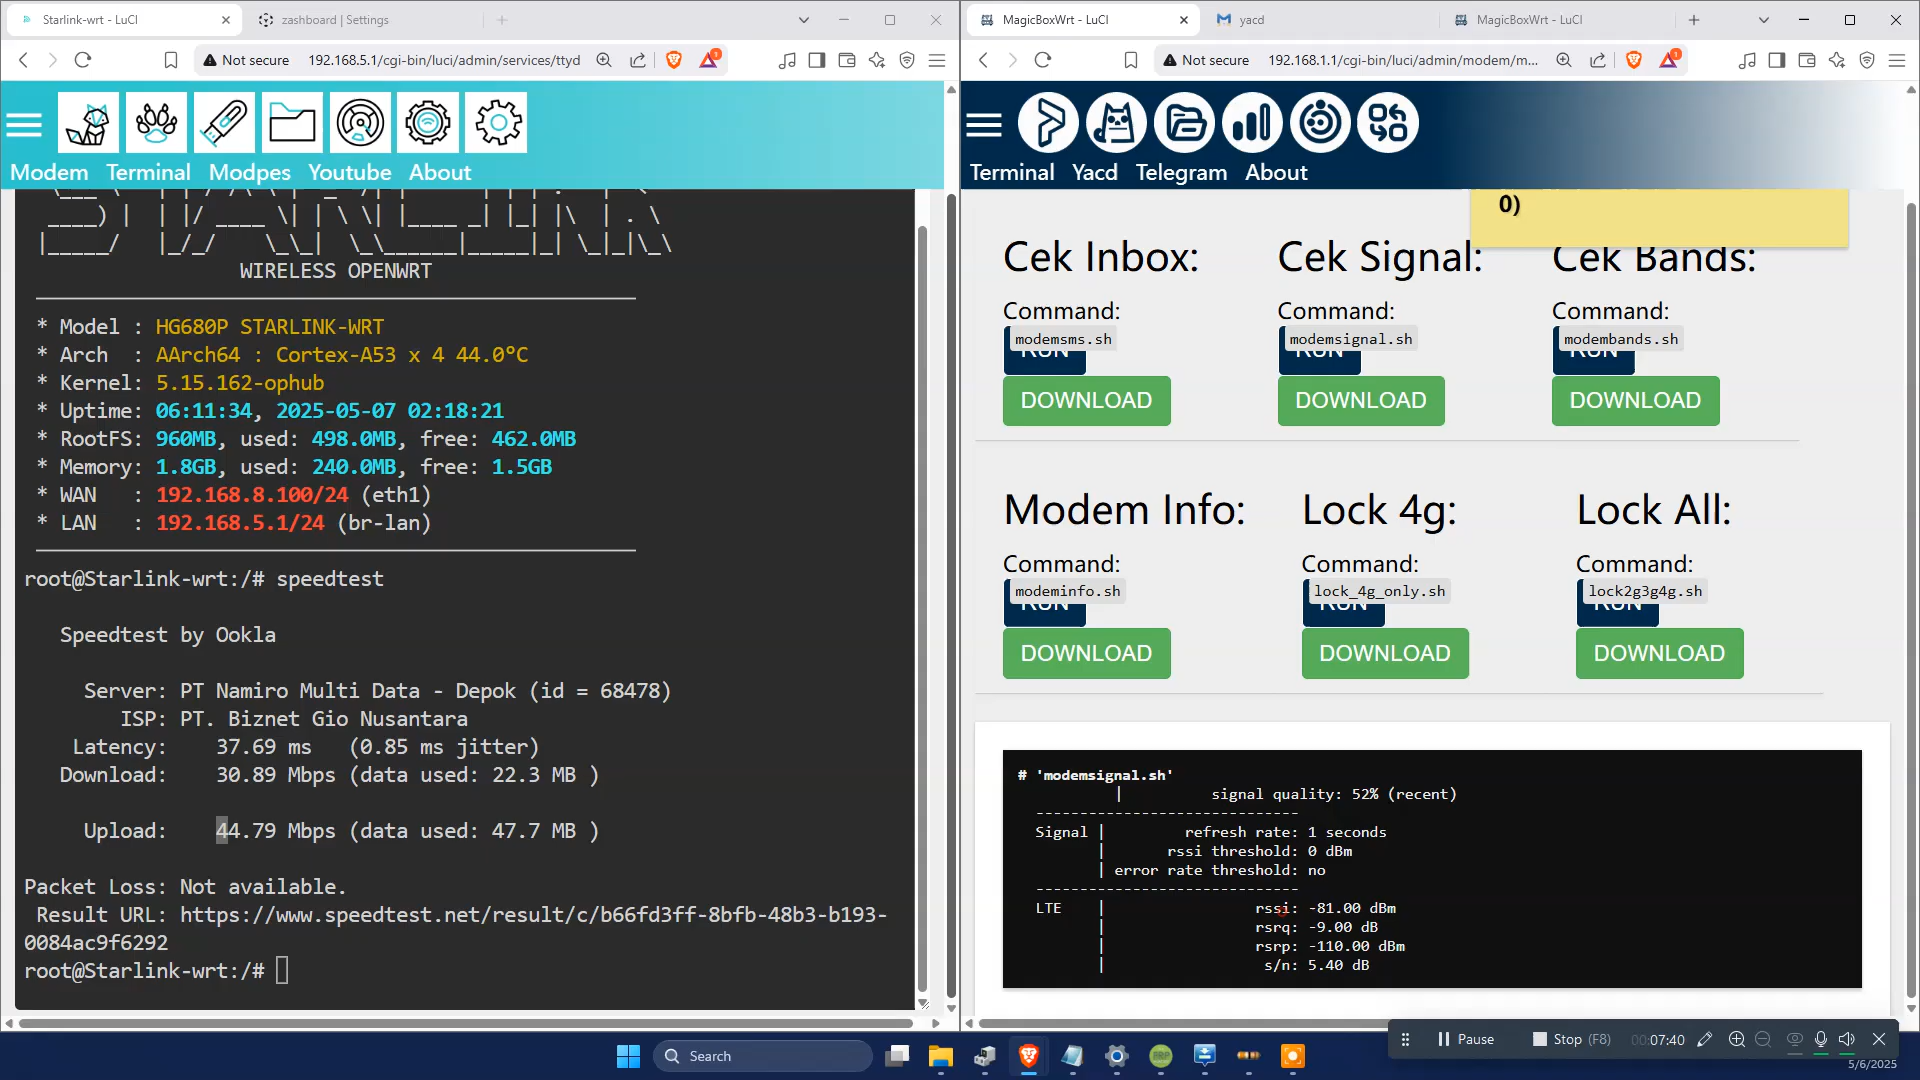 Starlink-wrt - LuCI
zashboard | Settings
Not secure
192.168.5.1/cgi-bin/luci/admin/services/ttyd
1
Modem Terminal Modpes Youtube About
WIRELESS OPENWRT
* Model : HG680P STARLINK-WRT
* Arch : AArch64 : Cortex-A53 x 4 44.0°C
* Kernel: 5.15.162-ophub
* Uptime: 06:11:34, 2025-05-07 02:18:21
* RootFS: 960MB, used: 498.0MB, free: 462.0MB
* Memory: 1.8GB, used: 240.0MB, free: 1.5GB
* WAN : 192.168.8.100/24 (eth1)
* LAN : 192.168.5.1/24 (br-lan)
root@Starlink-wrt:/# speedtest
Speedtest by Ookla
Server: PT Namiro Multi Data - Depok (id = 68478)
ISP: PT. Biznet Gio Nusantara
Latency: 37.69 ms (0.85 ms jitter)
Download: 30.89 Mbps (data used: 22.3 MB )
Upload: 44.79 Mbps (data used: 47.7 MB )
Packet Loss: Not available.
Result URL: https://www.speedtest.net/result/c/b66fd3ff-8bfb-48b3-b193-
0084ac9f6292
root@Starlink-wrt:/#
MagicBoxWrt - LuCI
yacd
MagicBoxWrt - LuCI
Not secure
192.168.1.1/cgi-bin/luci/admin/modem/m...
1
Terminal Yacd Telegram About
0)
Cek Inbox: Cek Signal: Cek Bands:
Command: Command: Command:
modemsms.sh modemsignal.sh modembands.sh
RUN RUN RUN
DOWNLOAD DOWNLOAD DOWNLOAD
Modem Info: Lock 4g: Lock All:
Command: Command: Command:
modeminfo.sh lock_4g_only.sh lock2g3g4g.sh
RUN RUN RUN
DOWNLOAD DOWNLOAD DOWNLOAD
# 'modemsignal.sh'
| signal quality: 52% (recent)
------------------------------
Signal | refresh rate: 1 seconds
| rssi threshold: 0 dBm
| error rate threshold: no
------------------------------
LTE | rssi: -81.00 dBm
| rsrq: -9.00 dB
| rsrp: -110.00 dBm
| s/n: 5.40 dB
Pause Stop (F8) 00:07:40
Search
FRP
5/6/2025